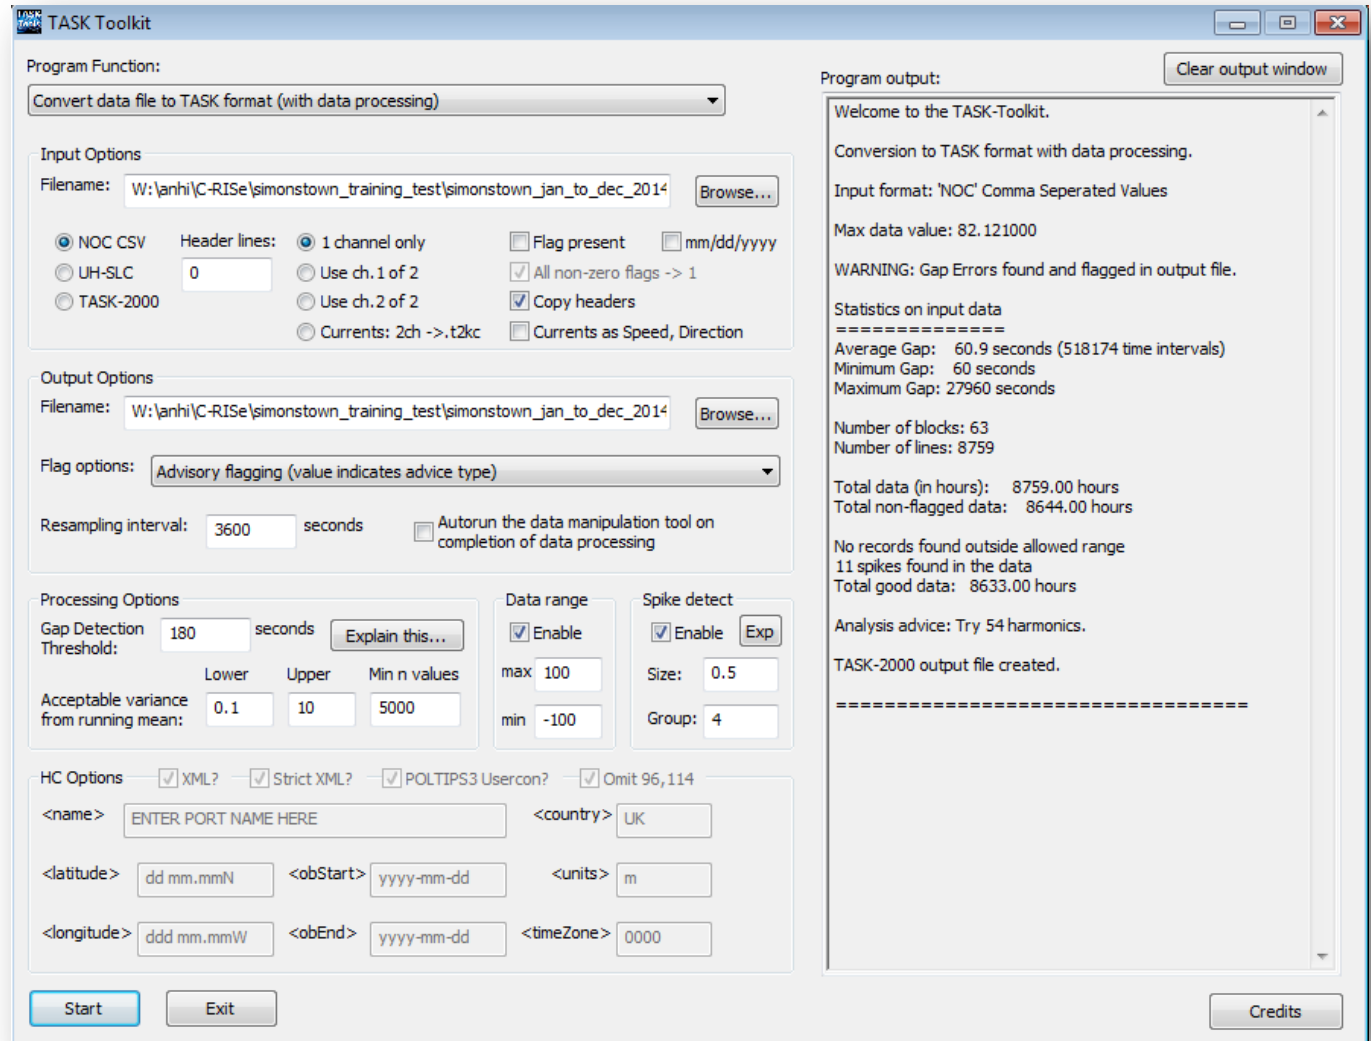 TASK Toolkit
Program Function:
Convert data file to TASK format (with data processing)
Input Options
Filename: W:\anhi\C-RISe\simonstown_training_test\simonstown_jan_to_dec_2014 Browse...
NOC CSV Header lines: 1 channel only Flag present mm/dd/yyyy
UH-SLC 0 Use ch.1 of 2 All non-zero flags -> 1
TASK-2000 Use ch.2 of 2 Copy headers
Currents: 2ch ->.t2kc Currents as Speed, Direction
Output Options
Filename: W:\anhi\C-RISe\simonstown_training_test\simonstown_jan_to_dec_2014 Browse...
Flag options: Advisory flagging (value indicates advice type)
Resampling interval: 3600 seconds Autorun the data manipulation tool on
completion of data processing
Processing Options
Gap Detection
Threshold: 180 seconds Explain this...
Lower Upper Min n values
Acceptable variance
from running mean: 0.1 10 5000
Data range
Enable
max 100
min -100
Spike detect
Enable Exp
Size: 0.5
Group: 4
HC Options XML? Strict XML? POLTIPS3 Usercon? Omit 96,114
<name> ENTER PORT NAME HERE <country> UK
<latitude> dd mm.mmN <obStart> yyyy-mm-dd <units> m
<longitude> ddd mm.mmW <obEnd> yyyy-mm-dd <timeZone> 0000
Start Exit
Program output: Clear output window
Welcome to the TASK-Toolkit.
Conversion to TASK format with data processing.
Input format: 'NOC' Comma Seperated Values
Max data value: 82.121000
WARNING: Gap Errors found and flagged in output file.
Statistics on input data
==============
Average Gap: 60.9 seconds (518174 time intervals)
Minimum Gap: 60 seconds
Maximum Gap: 27960 seconds
Number of blocks: 63
Number of lines: 8759
Total data (in hours): 8759.00 hours
Total non-flagged data: 8644.00 hours
No records found outside allowed range
11 spikes found in the data
Total good data: 8633.00 hours
Analysis advice: Try 54 harmonics.
TASK-2000 output file created.
==================================
Credits